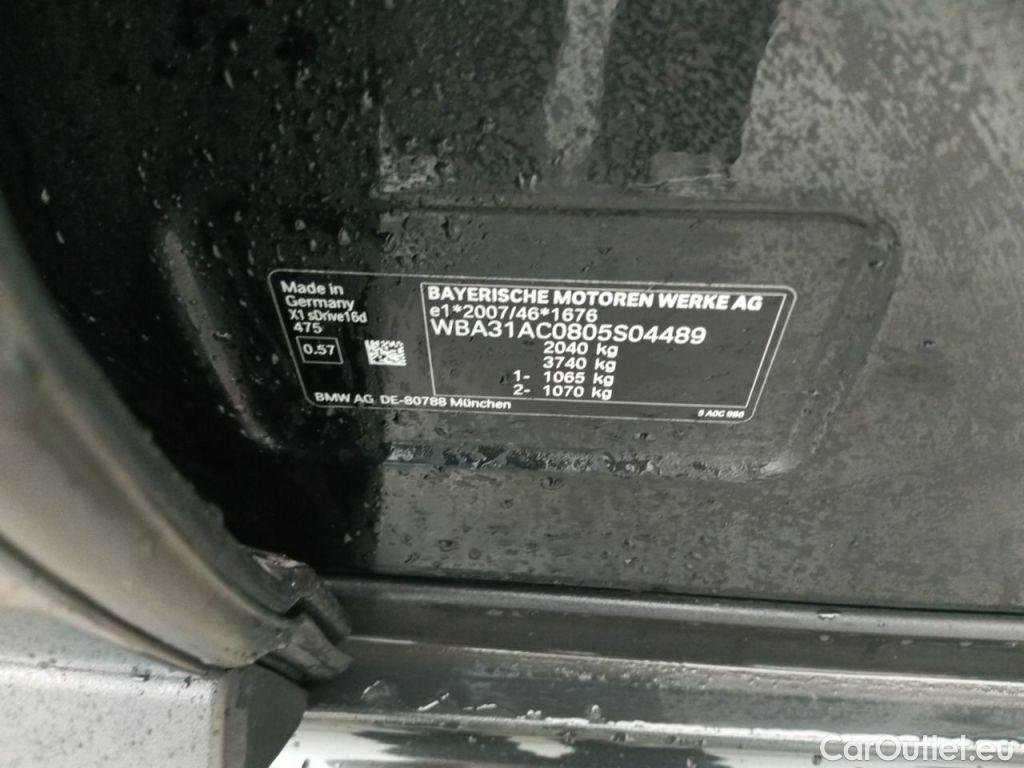 Made in
Germany
X1 sDrive16d
475
0.57
BMW AG DE-80788 München
BAYERISCHE MOTOREN WERKE AG
e1*2007/46*1676
WBA31AC0805S04489
2040 kg
3740 kg
1- 1065 kg
2- 1070 kg
CarOutlet.eu